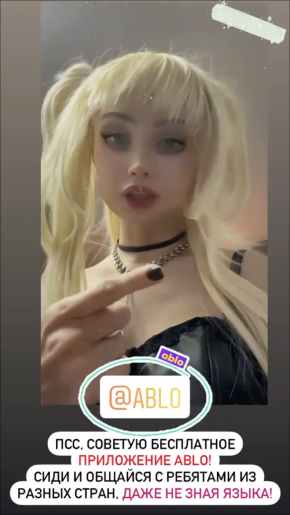 ablo
@ABLO
ПСС, СОВЕТУЮ БЕСПЛАТНОЕ
ПРИЛОЖЕНИЕ ABLO!
СИДИ И ОБЩАЙСЯ С РЕБЯТАМИ ИЗ
РАЗНЫХ СТРАН, ДАЖЕ НЕ ЗНАЯ ЯЗЫКА!